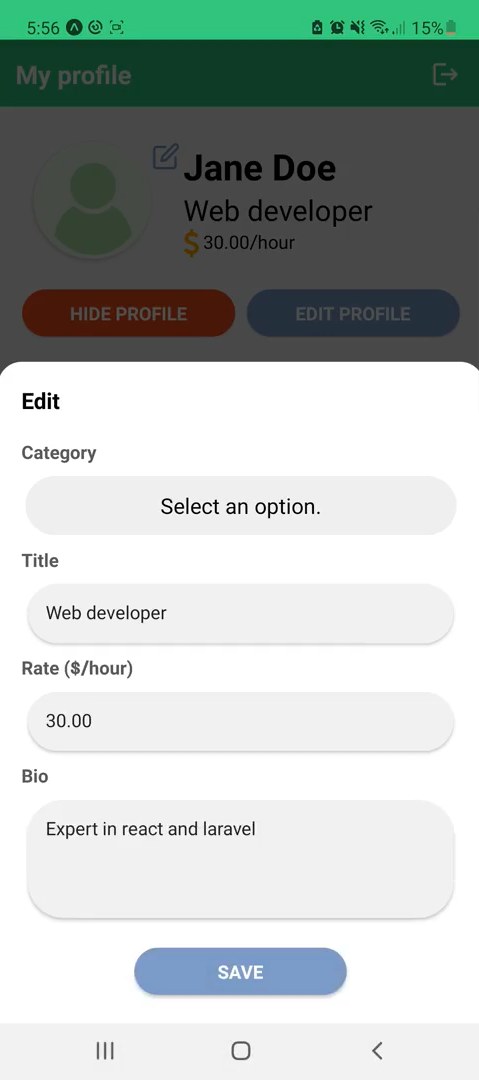 5:56 15%
My profile
Jane Doe
Web developer
$ 30.00/hour
HIDE PROFILE EDIT PROFILE
Edit
Category
Select an option.
Title
Web developer
Rate ($/hour)
30.00
Bio
Expert in react and laravel
SAVE